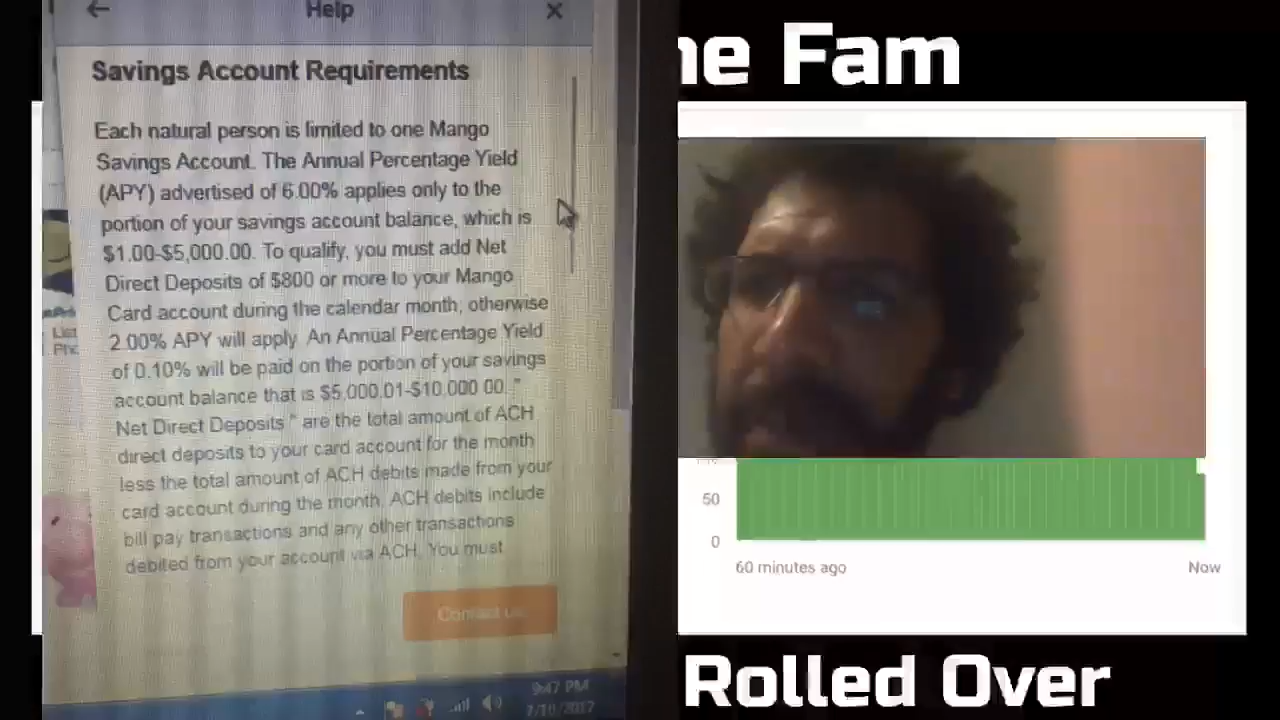 Help
Savings Account Requirements
Each natural person is limited to one Mango
Savings Account. The Annual Percentage Yield
(APY) advertised of 6.00% applies only to the
portion of your savings account balance, which is
$1.00-$5,000.00. To qualify, you must add Net
Direct Deposits of $800 or more to your Mango
Card account during the calendar month; otherwise
2.00% APY will apply. An Annual Percentage Yield
of 0.10% will be paid on the portion of your savings
account balance that is $5,000.01-$10,000.00. "
Net Direct Deposits " are the total amount of ACH
direct deposits to your card account for the month
less the total amount of ACH debits made from your
card account during the month. ACH debits include
bill pay transactions and any other transactions
debited from your account via ACH. You must
Contact
9:47 PM
Fam
50
0
60 minutes ago
Now
Rolled Over